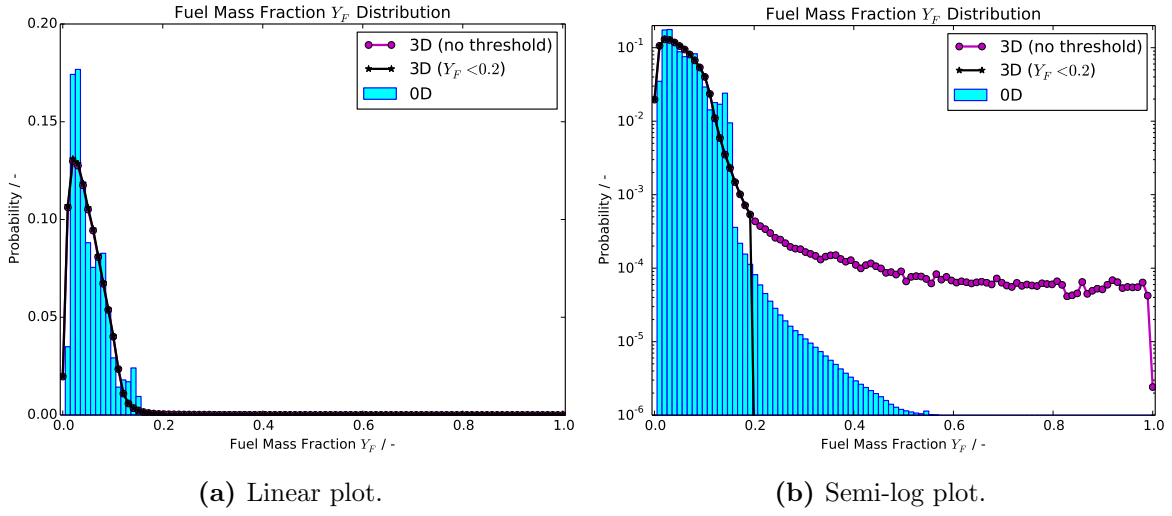 Fuel Mass Fraction Y_F Distribution
0.20
0.15
0.10
0.05
0.00
Probability / -
3D (no threshold)
3D (Y_F <0.2)
0D
0.0 0.2 0.4 0.6 0.8 1.0
Fuel Mass Fraction Y_F / -
(a) Linear plot.
Fuel Mass Fraction Y_F Distribution
10^-1
10^-2
10^-3
10^-4
10^-5
10^-6
Probability / -
3D (no threshold)
3D (Y_F <0.2)
0D
0.0 0.2 0.4 0.6 0.8 1.0
Fuel Mass Fraction Y_F / -
(b) Semi-log plot.